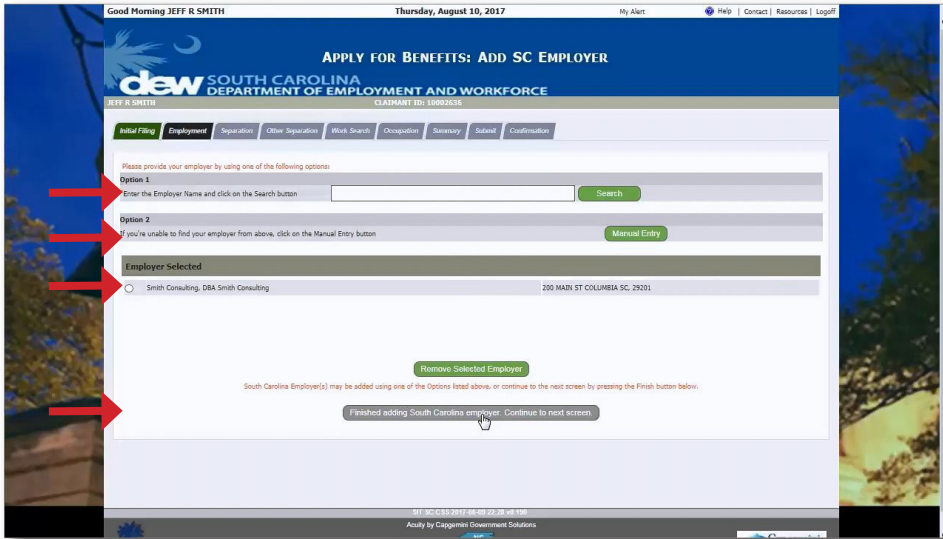 Good Morning JEFF R SMITH Thursday, August 10, 2017 My Alert Help | Contact | Resources | Logoff
APPLY FOR BENEFITS: ADD SC EMPLOYER
dew SOUTH CAROLINA
DEPARTMENT OF EMPLOYMENT AND WORKFORCE
JEFF R SMITH CLAIMANT ID: 10002636
Initial Filing Employment Separation Other Separation Work Search Occupation Summary Submit Confirmation
Please provide your employer by using one of the following options:
Option 1
Enter the Employer Name and click on the Search button Search
Option 2
If you're unable to find your employer from above, click on the Manual Entry button Manual Entry
Employer Selected
Smith Consulting, DBA Smith Consulting 200 MAIN ST COLUMBIA SC, 29201
Remove Selected Employer
South Carolina Employer(s) may be added using one of the Options listed above, or continue to the next screen by pressing the Finish button below.
Finished adding South Carolina employer. Continue to next screen.
Acuity by Capgemini Government Solutions